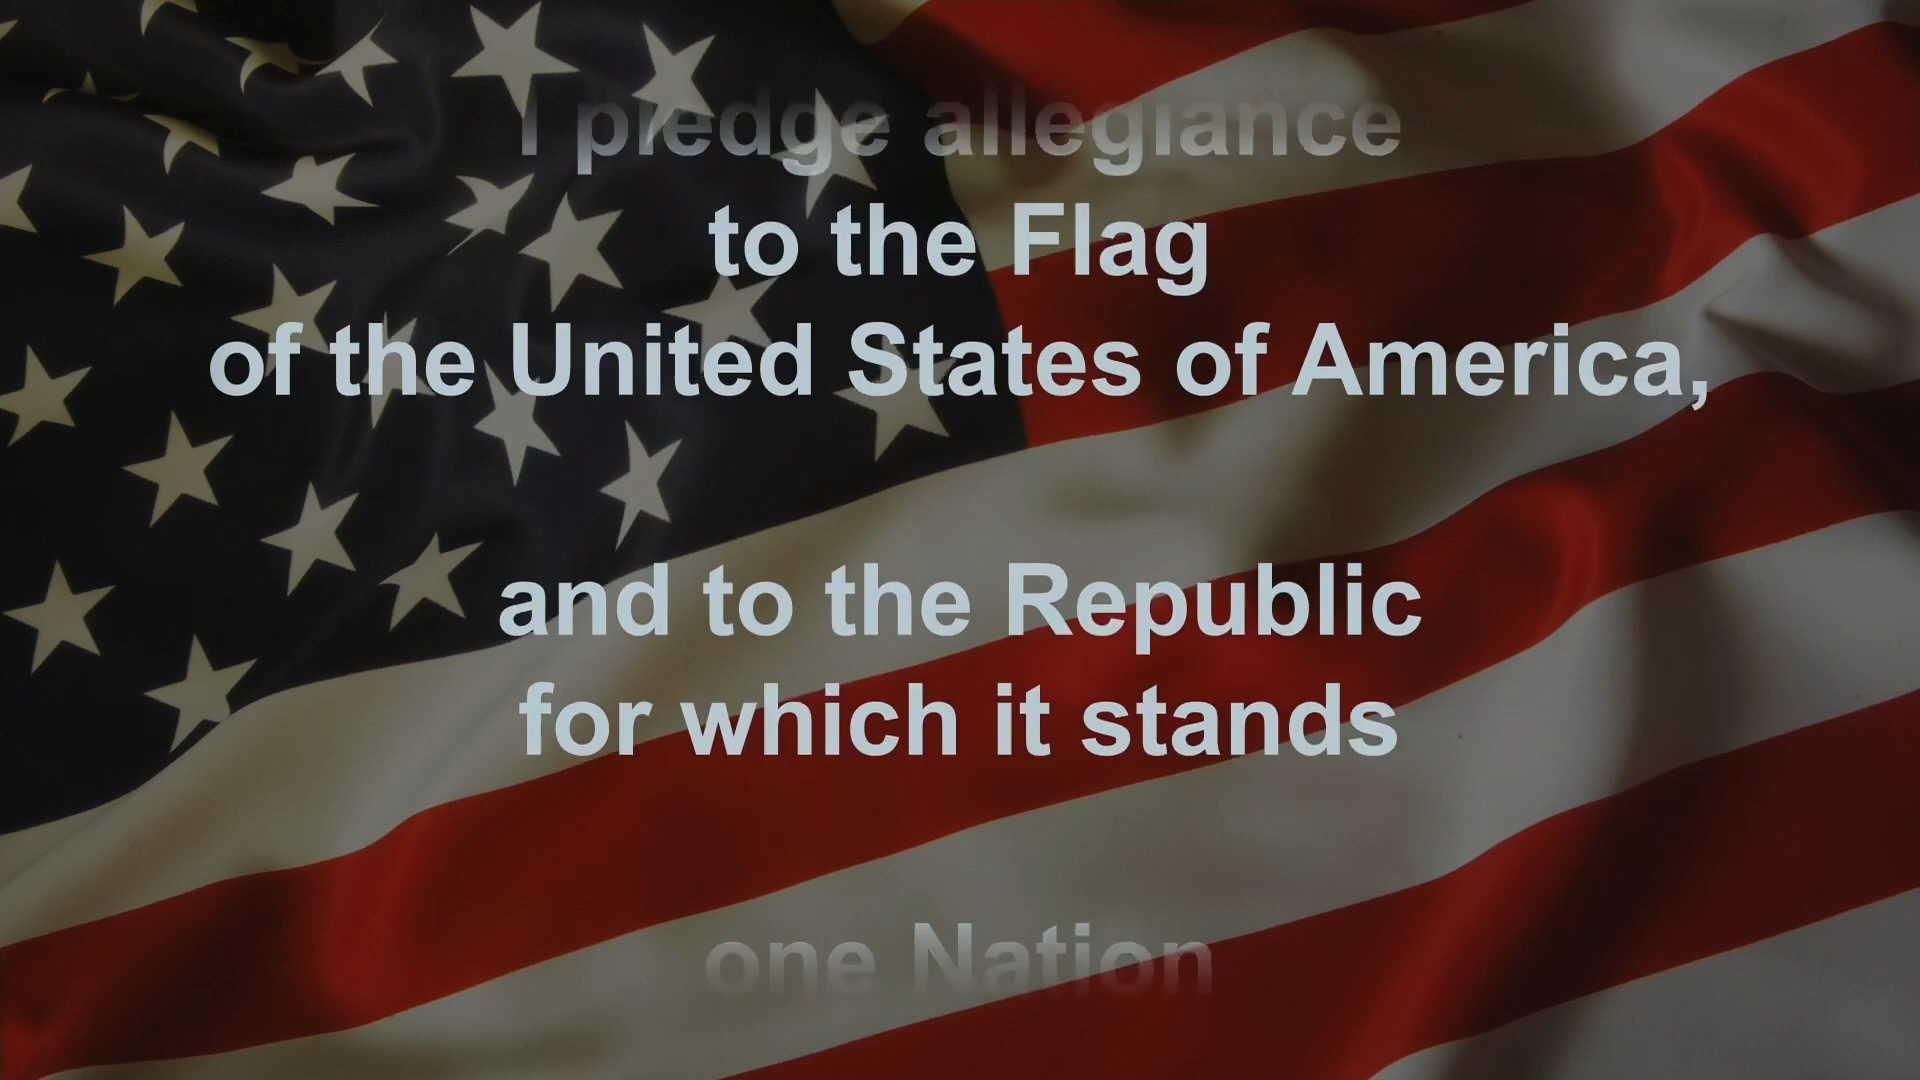 I pledge allegiance
to the Flag
of the United States of America,
and to the Republic
for which it stands
one Nation